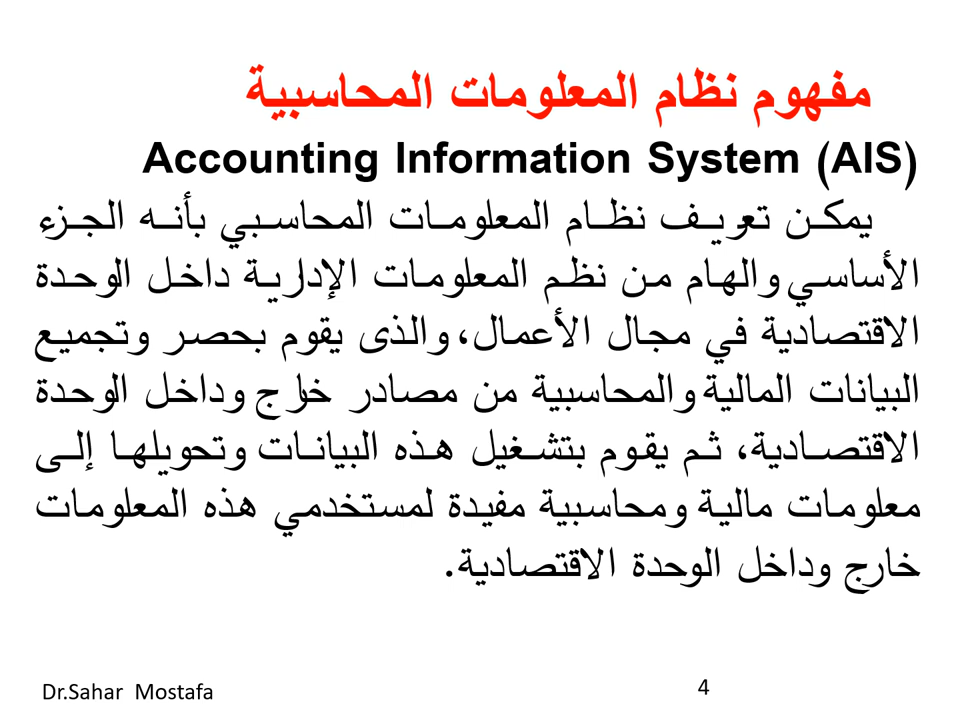 مفهوم نظام المعلومات المحاسبية
Accounting Information System (AIS)
يمكن تعريف نظام المعلومات المحاسبي بأنه الجزء
الأساسي والهام من نظم المعلومات الإدارية داخل الوحدة
الاقتصادية في مجال الأعمال، والذى يقوم بحصر وتجميع
البيانات المالية والمحاسبية من مصادر خارج وداخل الوحدة
الاقتصادية، ثم يقوم بتشغيل هذه البيانات وتحويلها إلى
معلومات مالية ومحاسبية مفيدة لمستخدمي هذه المعلومات
خارج وداخل الوحدة الاقتصادية.
Dr.Sahar Mostafa
4